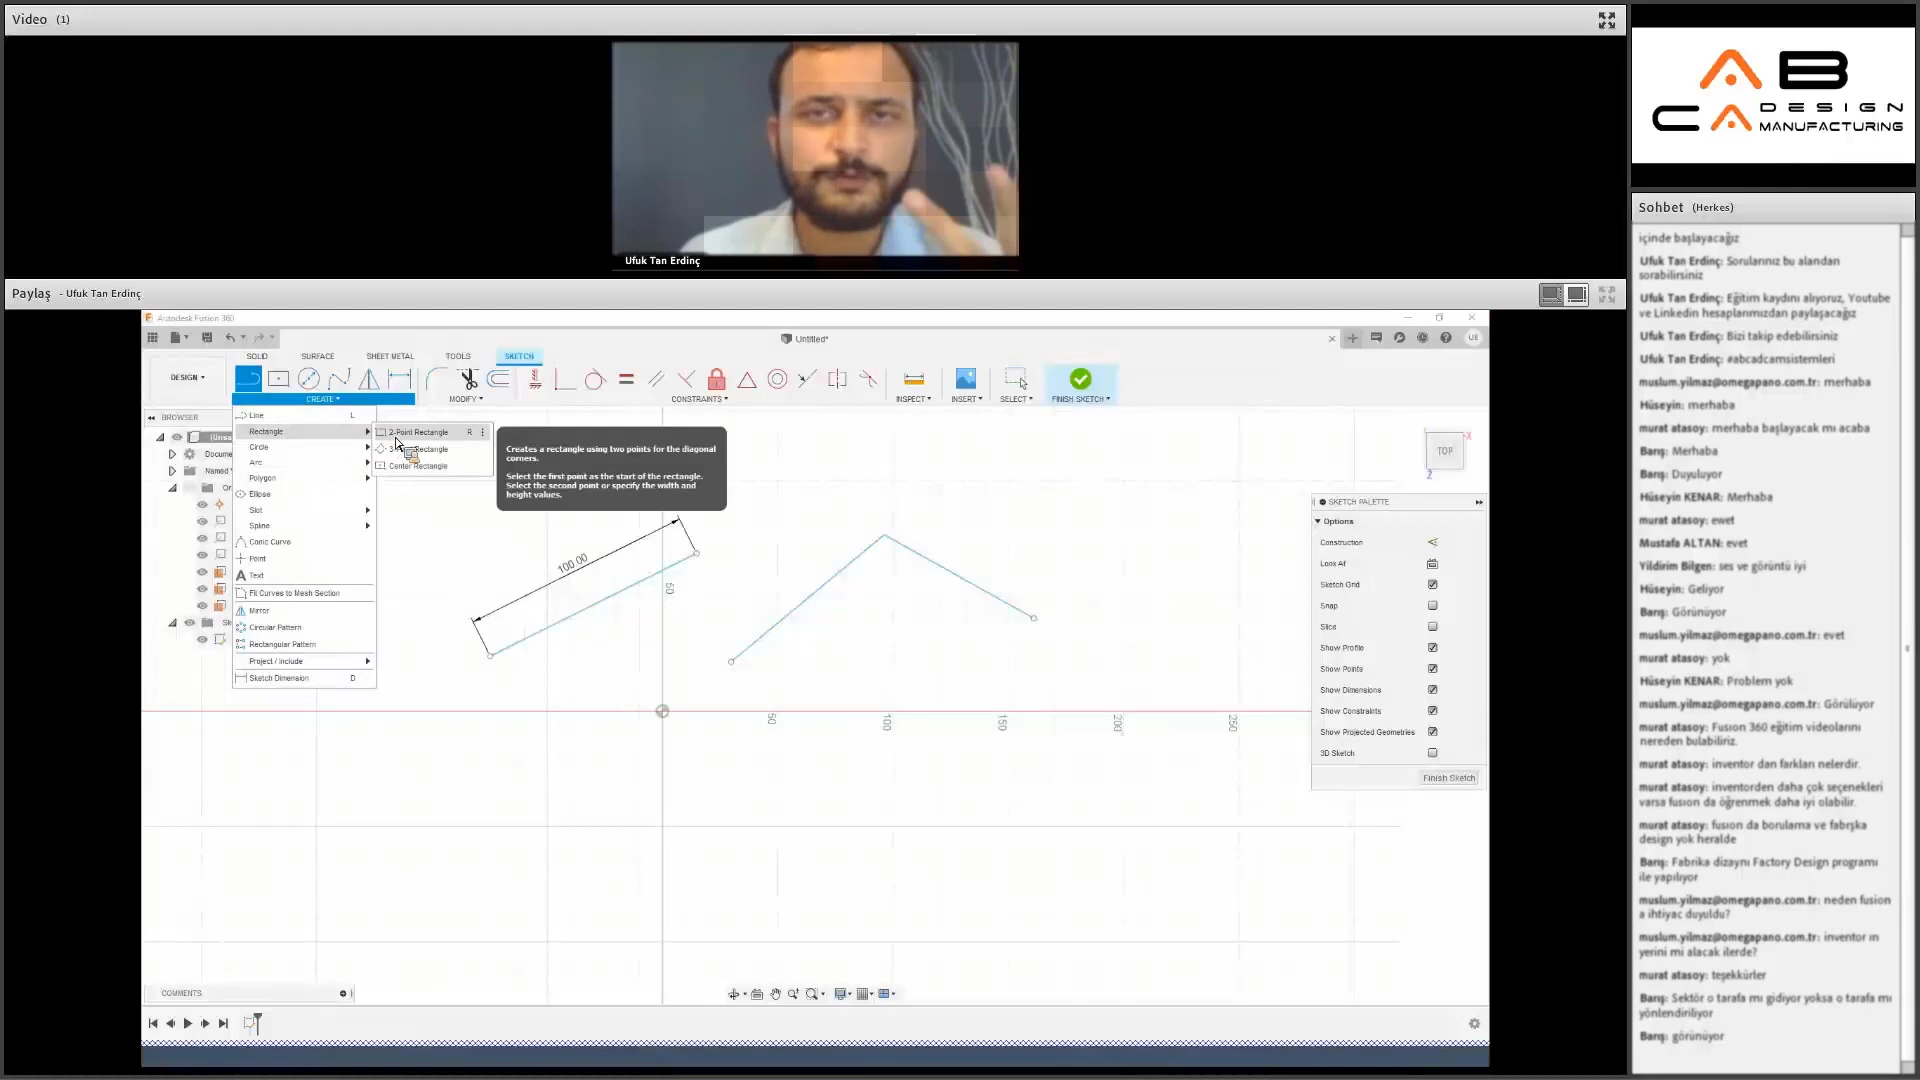 Video (1)
Ufuk Tan Erdinç
Paylaş - Ufuk Tan Erdinç
Autodesk Fusion 360
Untitled*
UE
SOLID SURFACE SHEET METAL TOOLS SKETCH
DESIGN
CREATE MODIFY CONSTRAINTS INSPECT INSERT SELECT FINISH SKETCH
BROWSER
Line L
Rectangle
Circle
Arc
Polygon
Ellipse
Slot
Spline
Conic Curve
Point
Text
Fit Curves to Mesh Section
Mirror
Circular Pattern
Rectangular Pattern
Project / Include
Sketch Dimension D
2-Point Rectangle R
Center Rectangle
Creates a rectangle using two points for the diagonal
corners.
Select the first point as the start of the rectangle.
Select the second point or specify the width and
height values.
100.00
50
50
100
150
200
250
TOP
X
Z
SKETCH PALETTE
Options
Construction
Look At
Sketch Grid
Snap
Slice
Show Profile
Show Points
Show Dimensions
Show Constraints
Show Projected Geometries
3D Sketch
Finish Sketch
COMMENTS
A B
C A DESIGN
MANUFACTURING
Sohbet (Herkes)
içinde başlayacağız
Ufuk Tan Erdinç: Sorularınız bu alandan
sorabilirsiniz
Ufuk Tan Erdinç: Eğitim kaydını alıyoruz, Youtube
ve Linkedin hesaplarımızdan paylaşacağız
Ufuk Tan Erdinç: Bizi takip edebilirsiniz
Ufuk Tan Erdinç: #abcadcamsistemleri
muslum.yilmaz@omegapano.com.tr: merhaba
Hüseyin: merhaba
murat atasoy: merhaba başlayacak mı acaba
Barış: Merhaba
Barış: Duyuluyor
Hüseyin KENAR: Merhaba
murat atasoy: ewet
Mustafa ALTAN: evet
Yildirim Bilgen: ses ve görüntü iyi
Hüseyin: Geliyor
Barış: Görünüyor
muslum.yilmaz@omegapano.com.tr: evet
murat atasoy: yok
Hüseyin KENAR: Problem yok
muslum.yilmaz@omegapano.com.tr: Görülüyor
murat atasoy: Fusıon 360 eğitim videolarını
nereden bulabiliriz.
murat atasoy: inventor dan farkları nelerdir.
murat atasoy: inventorden daha çok seçenekleri
varsa fusıon da öğrenmek daha iyi olabilir.
murat atasoy: fusıon da borulama ve fabrşka
design yok heralde
Barış: Fabrika dizaynı Factory Design programı
ile yapılıyor
muslum.yilmaz@omegapano.com.tr: neden fusion
a ihtiyac duyuldu?
muslum.yilmaz@omegapano.com.tr: inventor ın
yerini mi alacak ilerde?
murat atasoy: teşekkürler
Barış: Sektör o tarafa mı gidiyor yoksa o tarafa mı
yönlendiriliyor
Barış: görünüyor